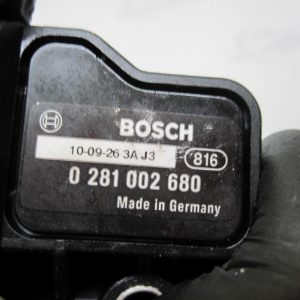 BOSCH
10-09-26 3A J3
816
0 281 002 680
Made in Germany